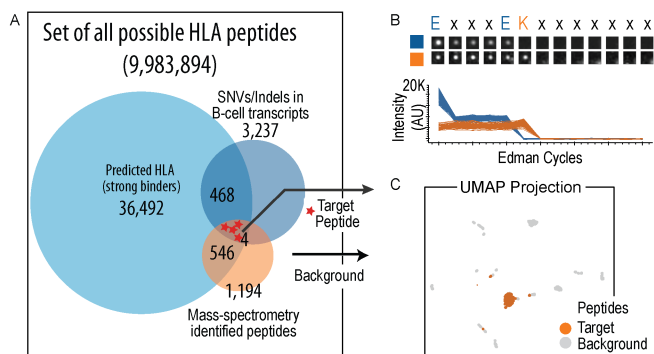 A
Set of all possible HLA peptides
(9,983,894)
SNVs/Indels in
B-cell transcripts
3,237
Predicted HLA
(strong binders)
36,492
468
Target
Peptide
4
546
Background
1,194
Mass-spectrometry
identified peptides
B
E x x x E K x x x x x x
20K
Intensity
(AU)
Edman Cycles
C
UMAP Projection
Peptides
Target
Background